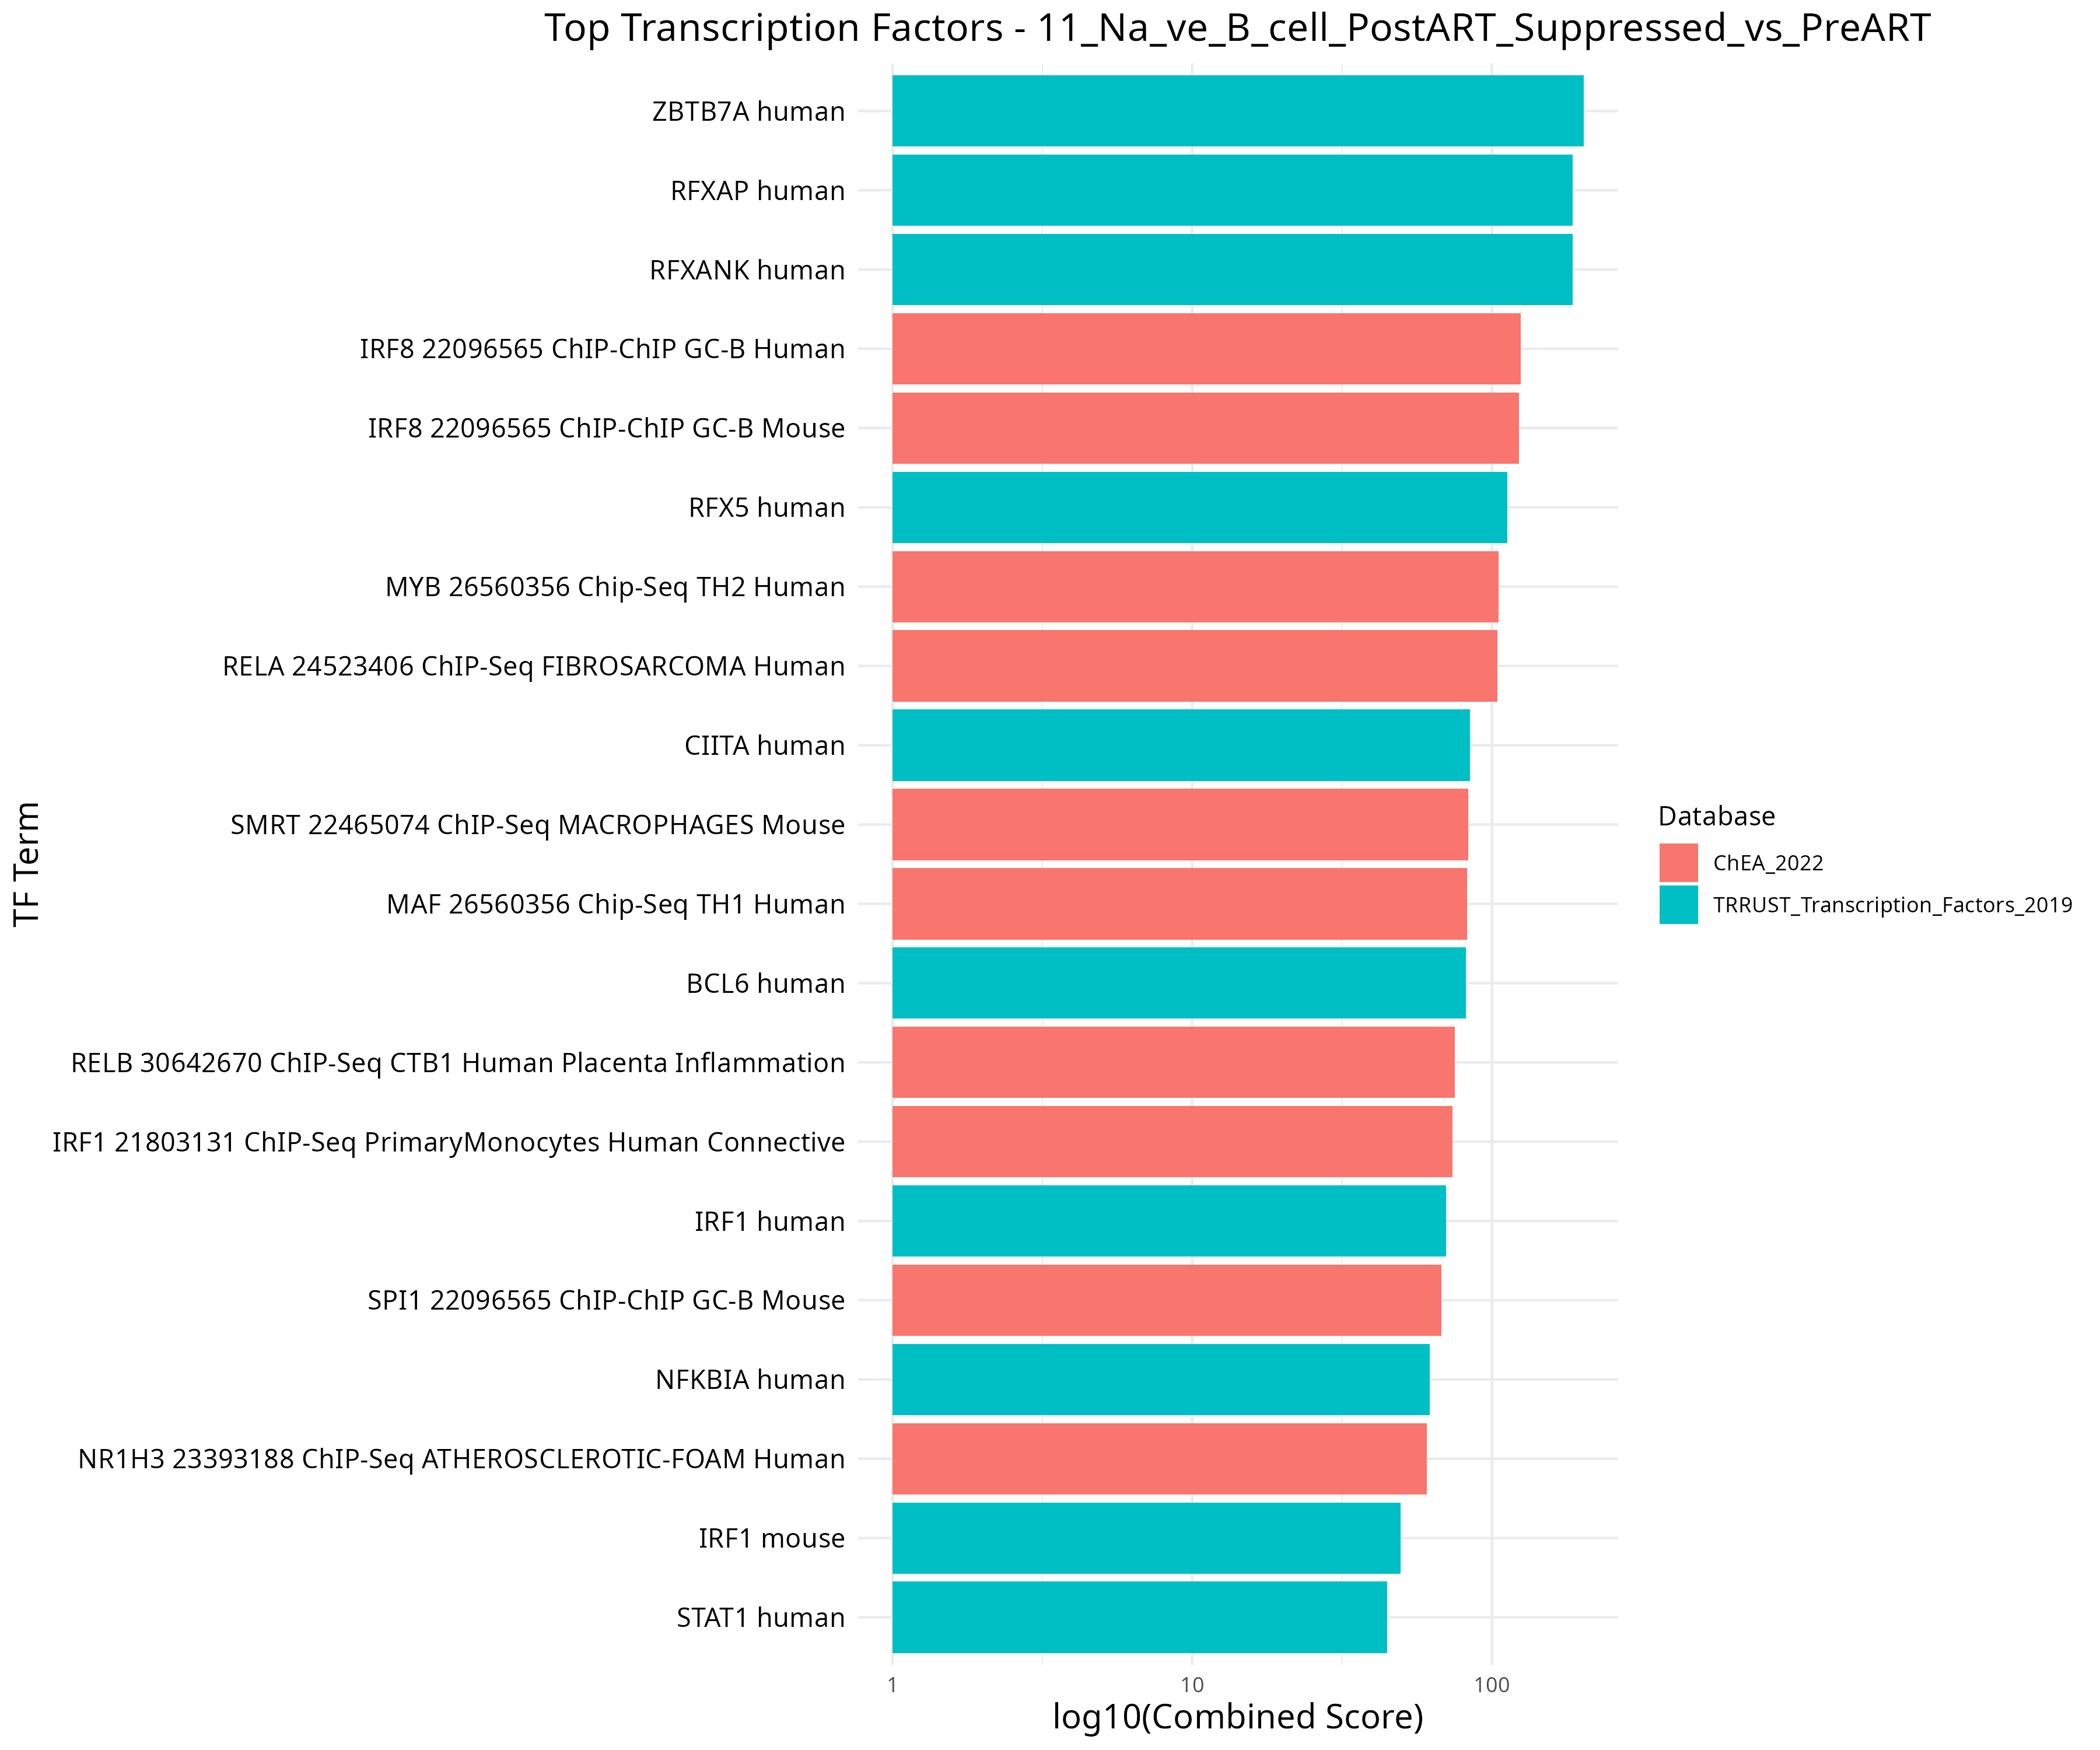 Top Transcription Factors - 11_Na_ve_B_cell_PostART_Suppressed_vs_PreART
ZBTB7A human
RFXAP human
RFXANK human
IRF8 22096565 ChIP-ChIP GC-B Human
IRF8 22096565 ChIP-ChIP GC-B Mouse
RFX5 human
MYB 26560356 Chip-Seq TH2 Human
RELA 24523406 ChIP-Seq FIBROSARCOMA Human
CIITA human
SMRT 22465074 ChIP-Seq MACROPHAGES Mouse
MAF 26560356 Chip-Seq TH1 Human
BCL6 human
RELB 30642670 ChIP-Seq CTB1 Human Placenta Inflammation
IRF1 21803131 ChIP-Seq PrimaryMonocytes Human Connective
IRF1 human
SPI1 22096565 ChIP-ChIP GC-B Mouse
NFKBIA human
NR1H3 23393188 ChIP-Seq ATHEROSCLEROTIC-FOAM Human
IRF1 mouse
STAT1 human
TF Term
1
10
100
log10(Combined Score)
Database
ChEA_2022
TRRUST_Transcription_Factors_2019